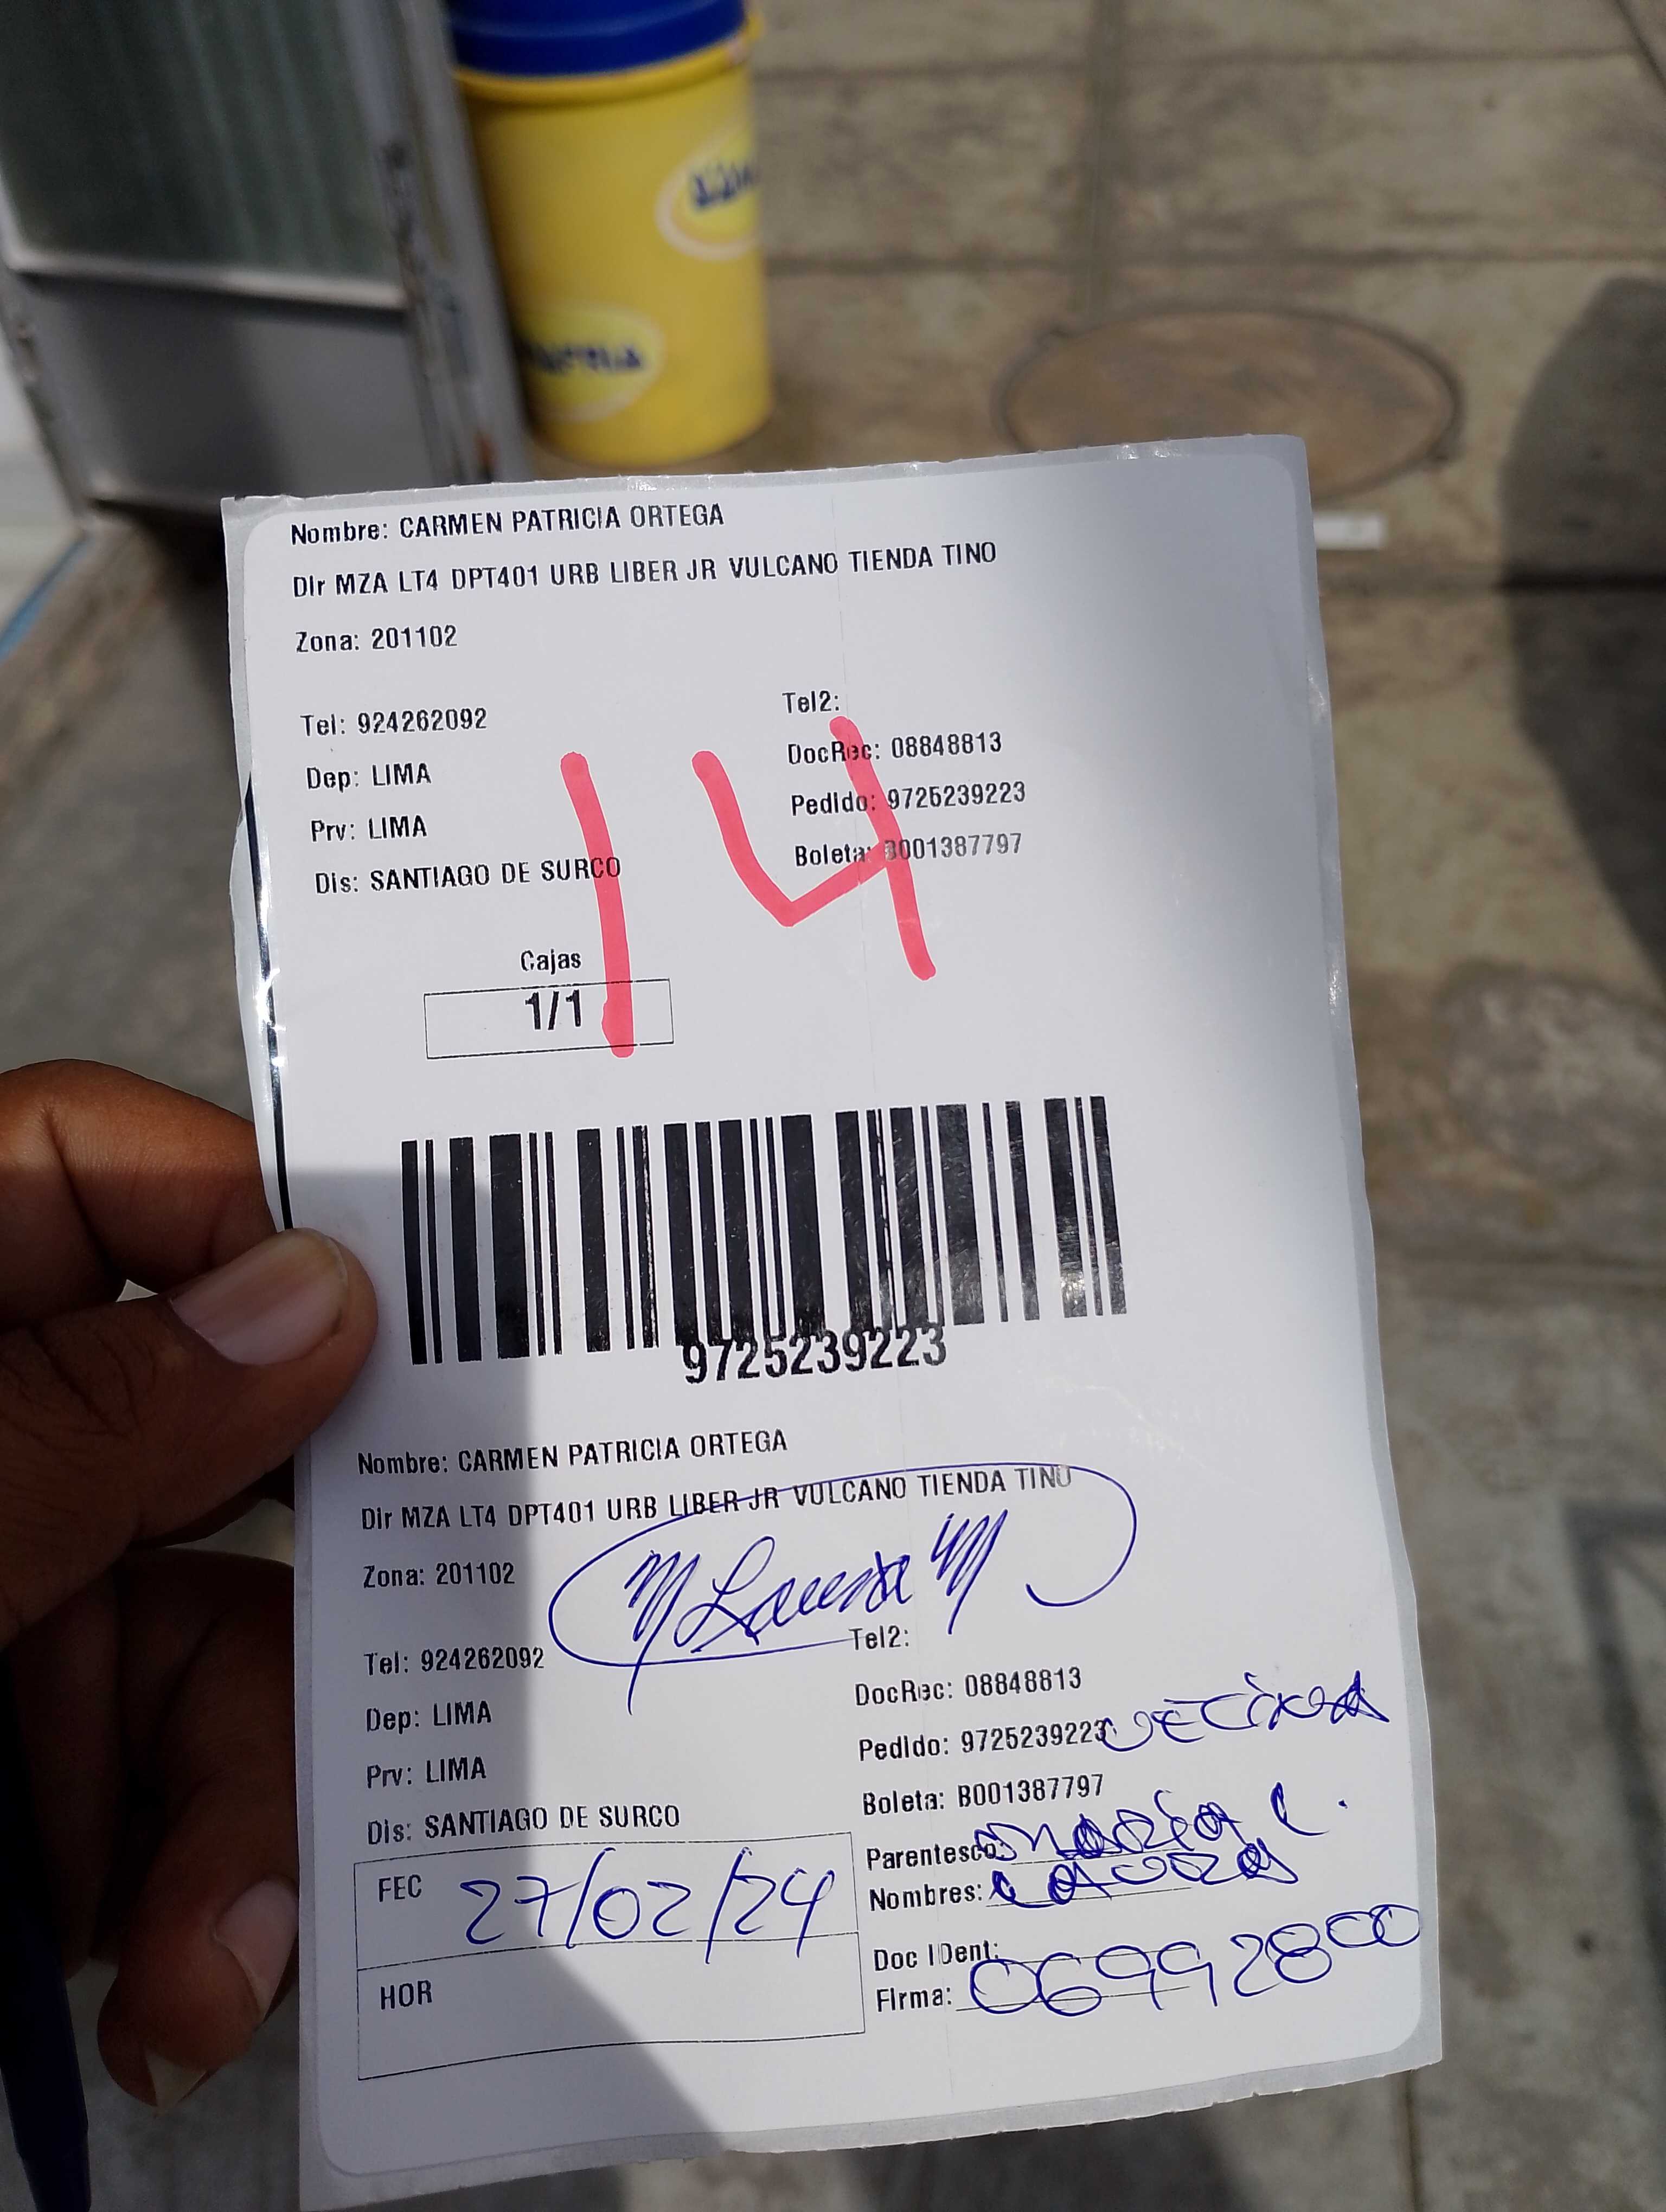 Nombre: CARMEN PATRICIA ORTEGA
Dir MZA LT4 DPT401 URB LIBER JR VULCANO TIENDA TINO
Zona: 201102
Tel: 924262092 Tel2:
Dep: LIMA DocRec: 08848813
Prv: LIMA Pedido: 9725239223
Dis: SANTIAGO DE SURCO Boleta: B001387797
14
Cajas
1/1
9725239223
Nombre: CARMEN PATRICIA ORTEGA
Dir MZA LT4 DPT401 URB LIBER JR VULCANO TIENDA TINO
Zona: 201102
Tel: 924262092 Tel2:
Dep: LIMA DocRec: 08848813
Prv: LIMA Pedido: 9725239223 vecina
Dis: SANTIAGO DE SURCO Boleta: B001387797
Parentesco: Maria
FEC 27/02/24 Nombres:
HOR Doc IDent:
Firma: 06992800